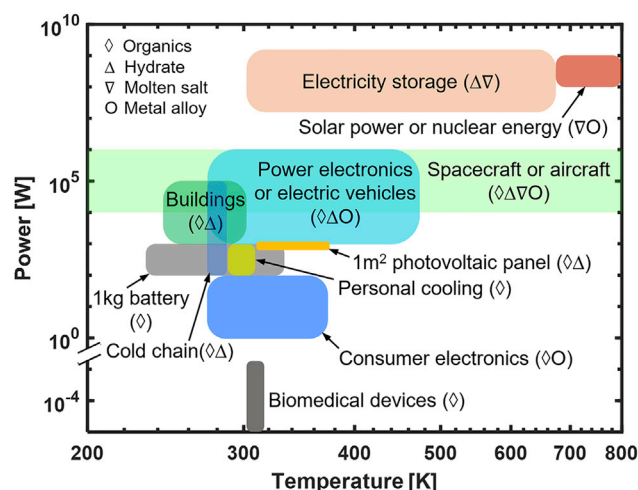 10¹⁰
◊ Organics
Δ Hydrate
∇ Molten salt
O Metal alloy
Electricity storage (Δ∇)
Solar power or nuclear energy (∇O)
10⁵
Power electronics
or electric vehicles
(◊ΔO)
Spacecraft or aircraft
(◊Δ∇O)
Buildings
(◊Δ)
1m² photovoltaic panel (◊Δ)
Personal cooling (◊)
1kg battery
(◊)
10⁰
Cold chain(◊Δ)
Consumer electronics (◊O)
10⁻⁴
Biomedical devices (◊)
Power [W]
200 300 400 500 600 700 800
Temperature [K]